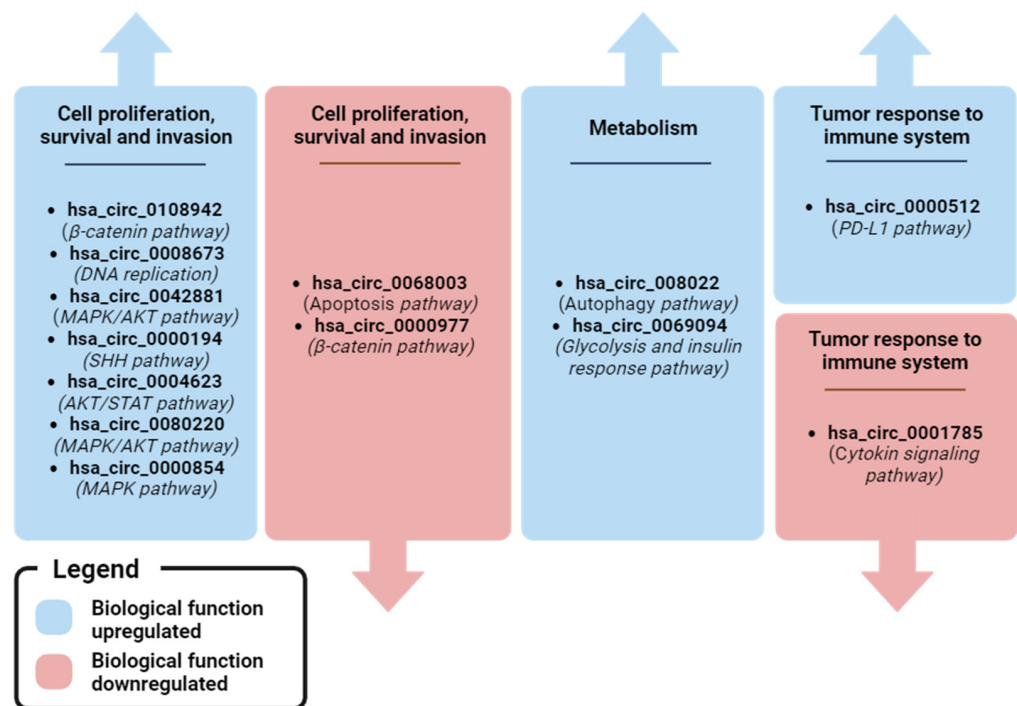 Cell proliferation,
survival and invasion
• hsa_circ_0108942
(β-catenin pathway)
• hsa_circ_0008673
(DNA replication)
• hsa_circ_0042881
(MAPK/AKT pathway)
• hsa_circ_0000194
(SHH pathway)
• hsa_circ_0004623
(AKT/STAT pathway)
• hsa_circ_0080220
(MAPK/AKT pathway)
• hsa_circ_0000854
(MAPK pathway)
Cell proliferation,
survival and invasion
• hsa_circ_0068003
(Apoptosis pathway)
• hsa_circ_0000977
(β-catenin pathway)
Metabolism
• hsa_circ_008022
(Autophagy pathway)
• hsa_circ_0069094
(Glycolysis and insulin
response pathway)
Tumor response to
immune system
• hsa_circ_0000512
(PD-L1 pathway)
Tumor response to
immune system
• hsa_circ_0001785
(Cytokin signaling
pathway)
Legend
Biological function
upregulated
Biological function
downregulated